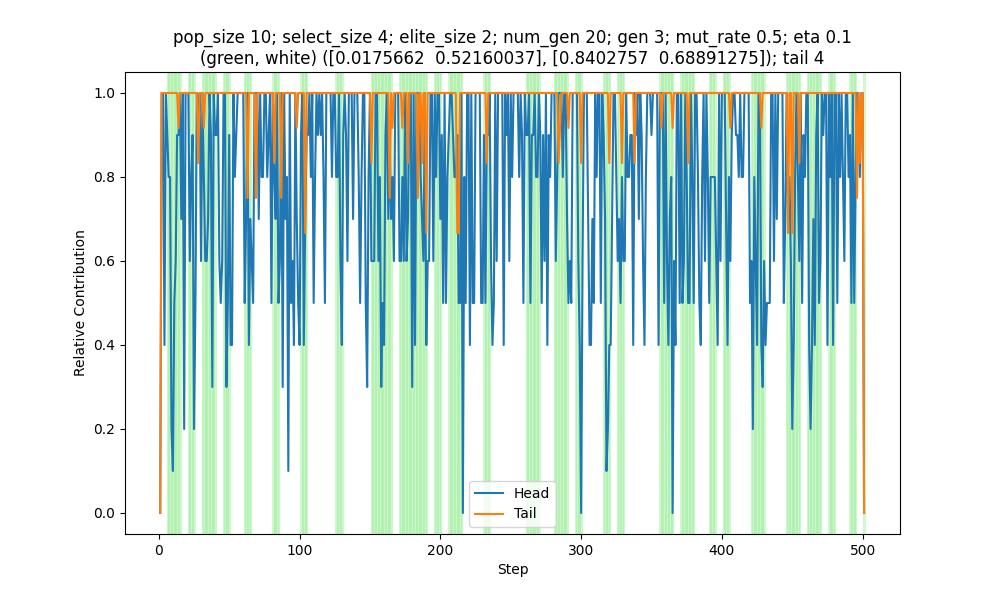 pop_size 10; select_size 4; elite_size 2; num_gen 20; gen 3; mut_rate 0.5; eta 0.1
(green, white) ([0.0175662  0.52160037], [0.8402757  0.68891275]); tail 4
1.0
0.8
0.6
0.4
0.2
0.0
Relative Contribution
Head
Tail
0
100
200
300
400
500
Step